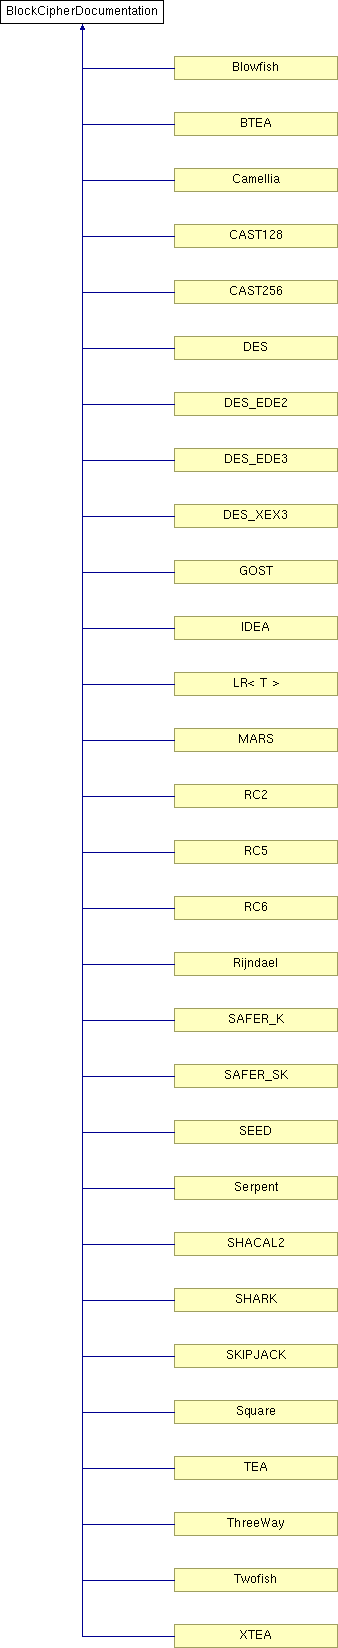 BlockCipherDocumentation
Blowfish
BTEA
Camellia
CAST128
CAST256
DES
DES_EDE2
DES_EDE3
DES_XEX3
GOST
IDEA
LR< T >
MARS
RC2
RC5
RC6
Rijndael
SAFER_K
SAFER_SK
SEED
Serpent
SHACAL2
SHARK
SKIPJACK
Square
TEA
ThreeWay
Twofish
XTEA